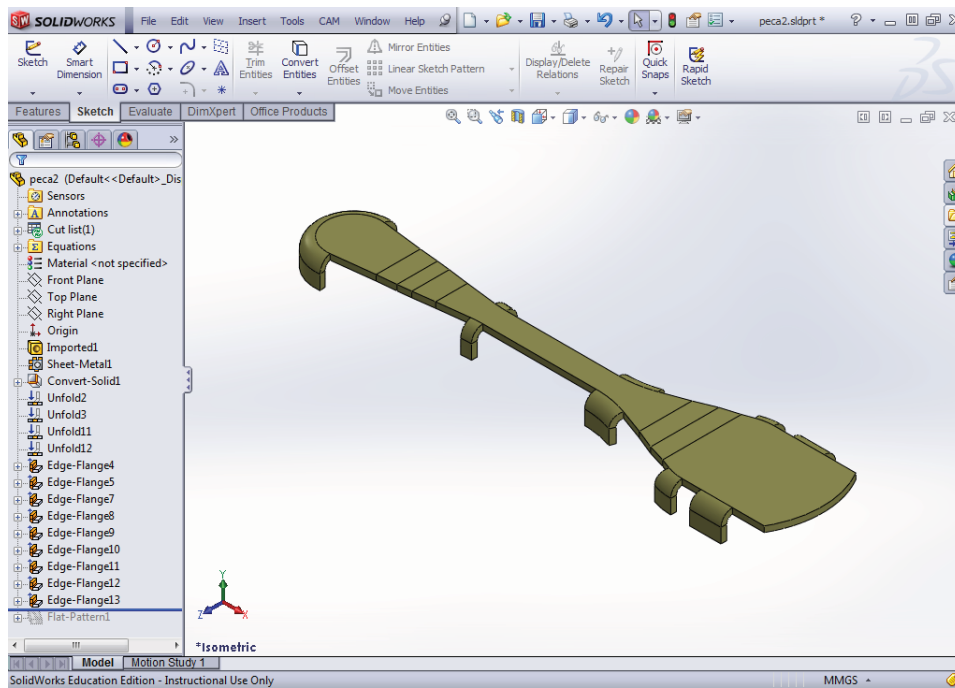 SOLIDWORKS File Edit View Insert Tools CAM Window Help peca2.sldprt * ?
Sketch Smart Dimension Trim Entities Convert Entities Offset Entities Mirror Entities Linear Sketch Pattern Move Entities Display/Delete Relations Repair Sketch Quick Snaps Rapid Sketch
Features Sketch Evaluate DimXpert Office Products
peca2 (Default<<Default>_Dis
Sensors
Annotations
Cut list(1)
Equations
Material <not specified>
Front Plane
Top Plane
Right Plane
Origin
Imported1
Sheet-Metal1
Convert-Solid1
Unfold2
Unfold3
Unfold11
Unfold12
Edge-Flange4
Edge-Flange5
Edge-Flange7
Edge-Flange8
Edge-Flange9
Edge-Flange10
Edge-Flange11
Edge-Flange12
Edge-Flange13
Flat-Pattern1
Y
Z X
*Isometric
Model Motion Study 1
SolidWorks Education Edition - Instructional Use Only MMGS